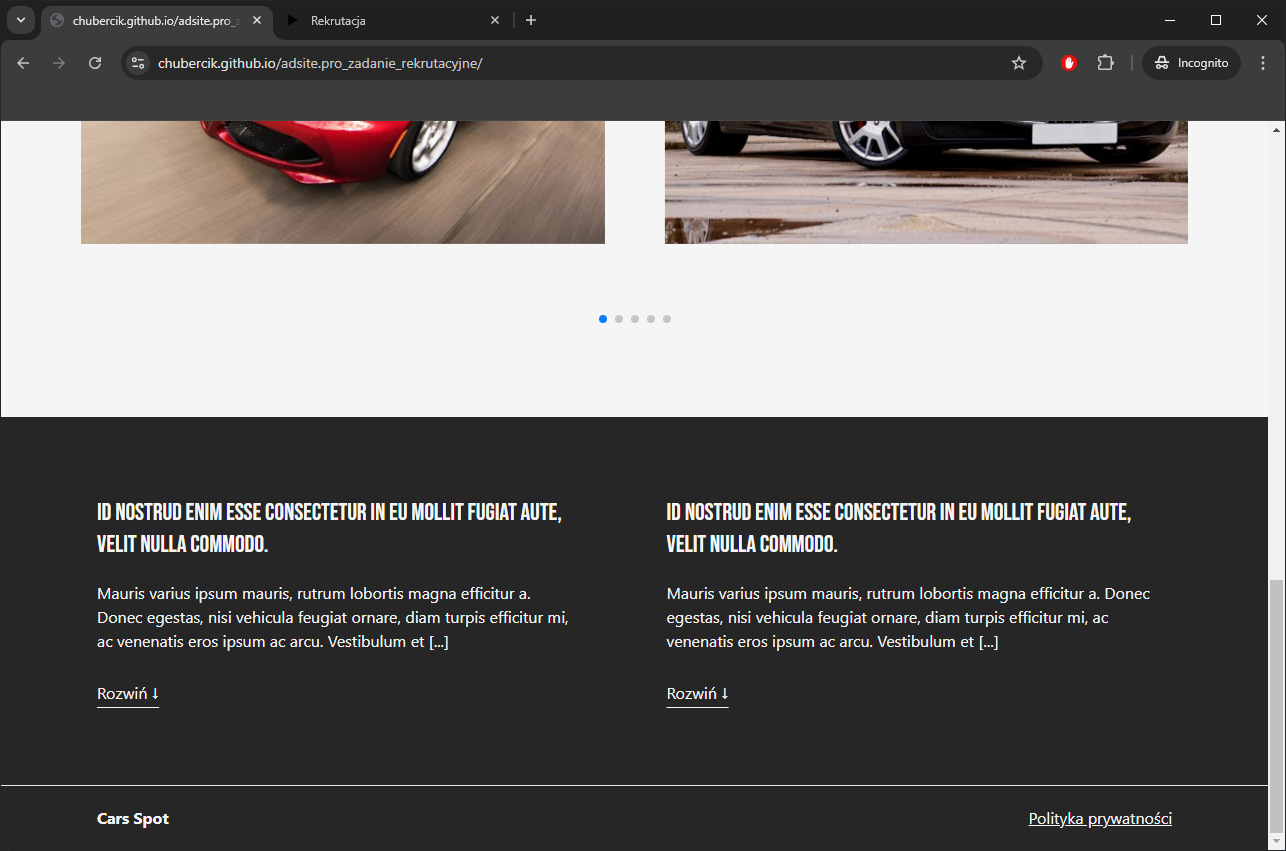 chubercik.github.io/adsite.pro_z
Rekrutacja
chubercik.github.io/adsite.pro_zadanie_rekrutacyjne/
Incognito
ID NOSTRUD ENIM ESSE CONSECTETUR IN EU MOLLIT FUGIAT AUTE,
VELIT NULLA COMMODO.
Mauris varius ipsum mauris, rutrum lobortis magna efficitur a.
Donec egestas, nisi vehicula feugiat ornare, diam turpis efficitur mi,
ac venenatis eros ipsum ac arcu. Vestibulum et [...]
Rozwiń ↓
ID NOSTRUD ENIM ESSE CONSECTETUR IN EU MOLLIT FUGIAT AUTE,
VELIT NULLA COMMODO.
Mauris varius ipsum mauris, rutrum lobortis magna efficitur a. Donec
egestas, nisi vehicula feugiat ornare, diam turpis efficitur mi, ac
venenatis eros ipsum ac arcu. Vestibulum et [...]
Rozwiń ↓
Cars Spot
Polityka prywatności